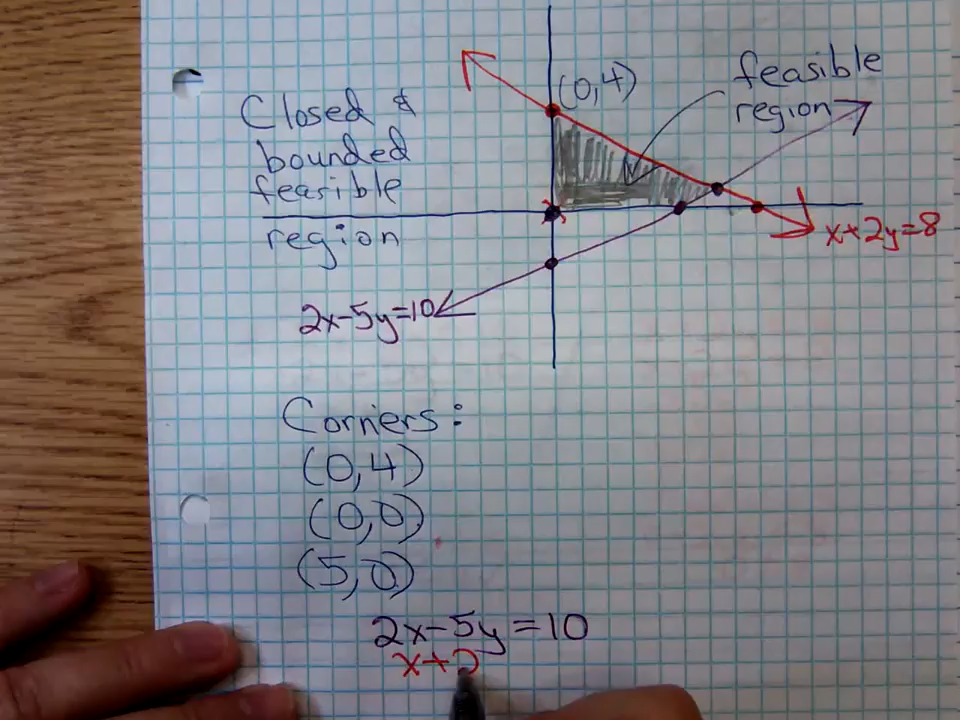 Closed &
bounded
feasible
region
(0,4)
feasible
region
x+2y=8
2x-5y=10
Corners:
(0,4)
(0,0)
(5,0)
2x-5y=10
x+2